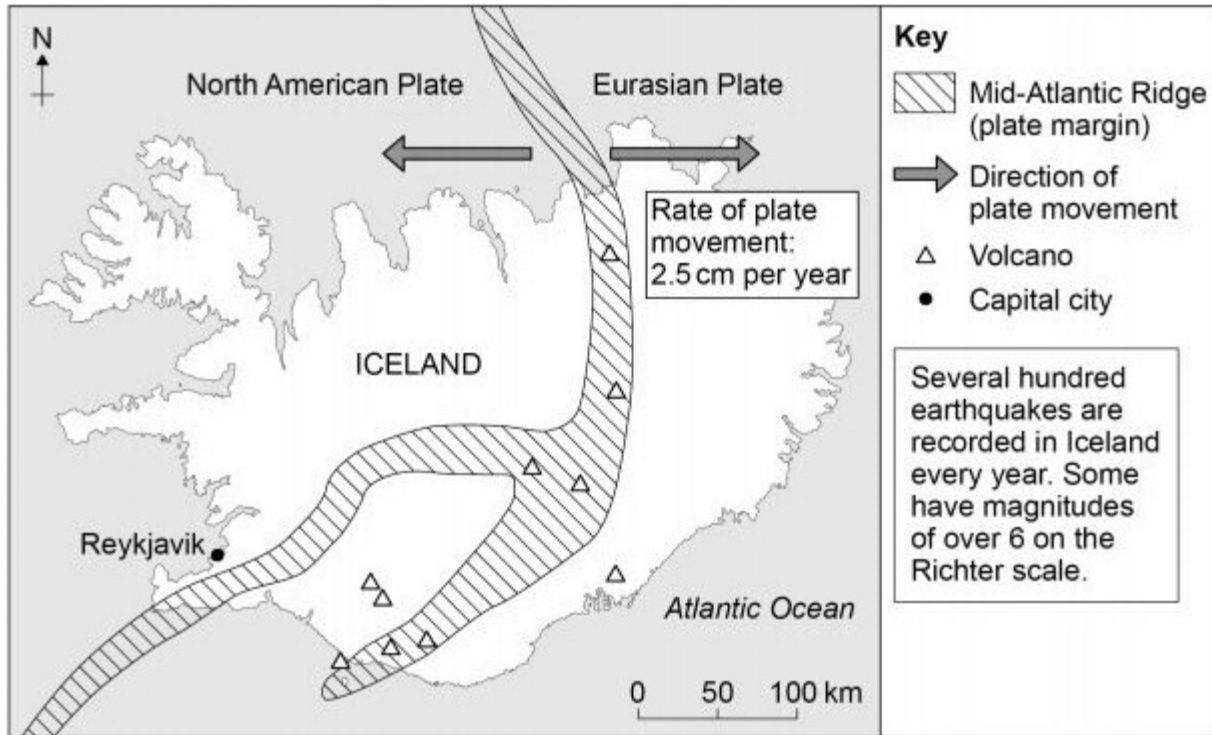 N
North American Plate
Eurasian Plate
Rate of plate
movement:
2.5 cm per year
ICELAND
Reykjavik
Atlantic Ocean
0 50 100 km
Key
Mid-Atlantic Ridge
(plate margin)
Direction of
plate movement
Volcano
Capital city
Several hundred
earthquakes are
recorded in Iceland
every year. Some
have magnitudes
of over 6 on the
Richter scale.